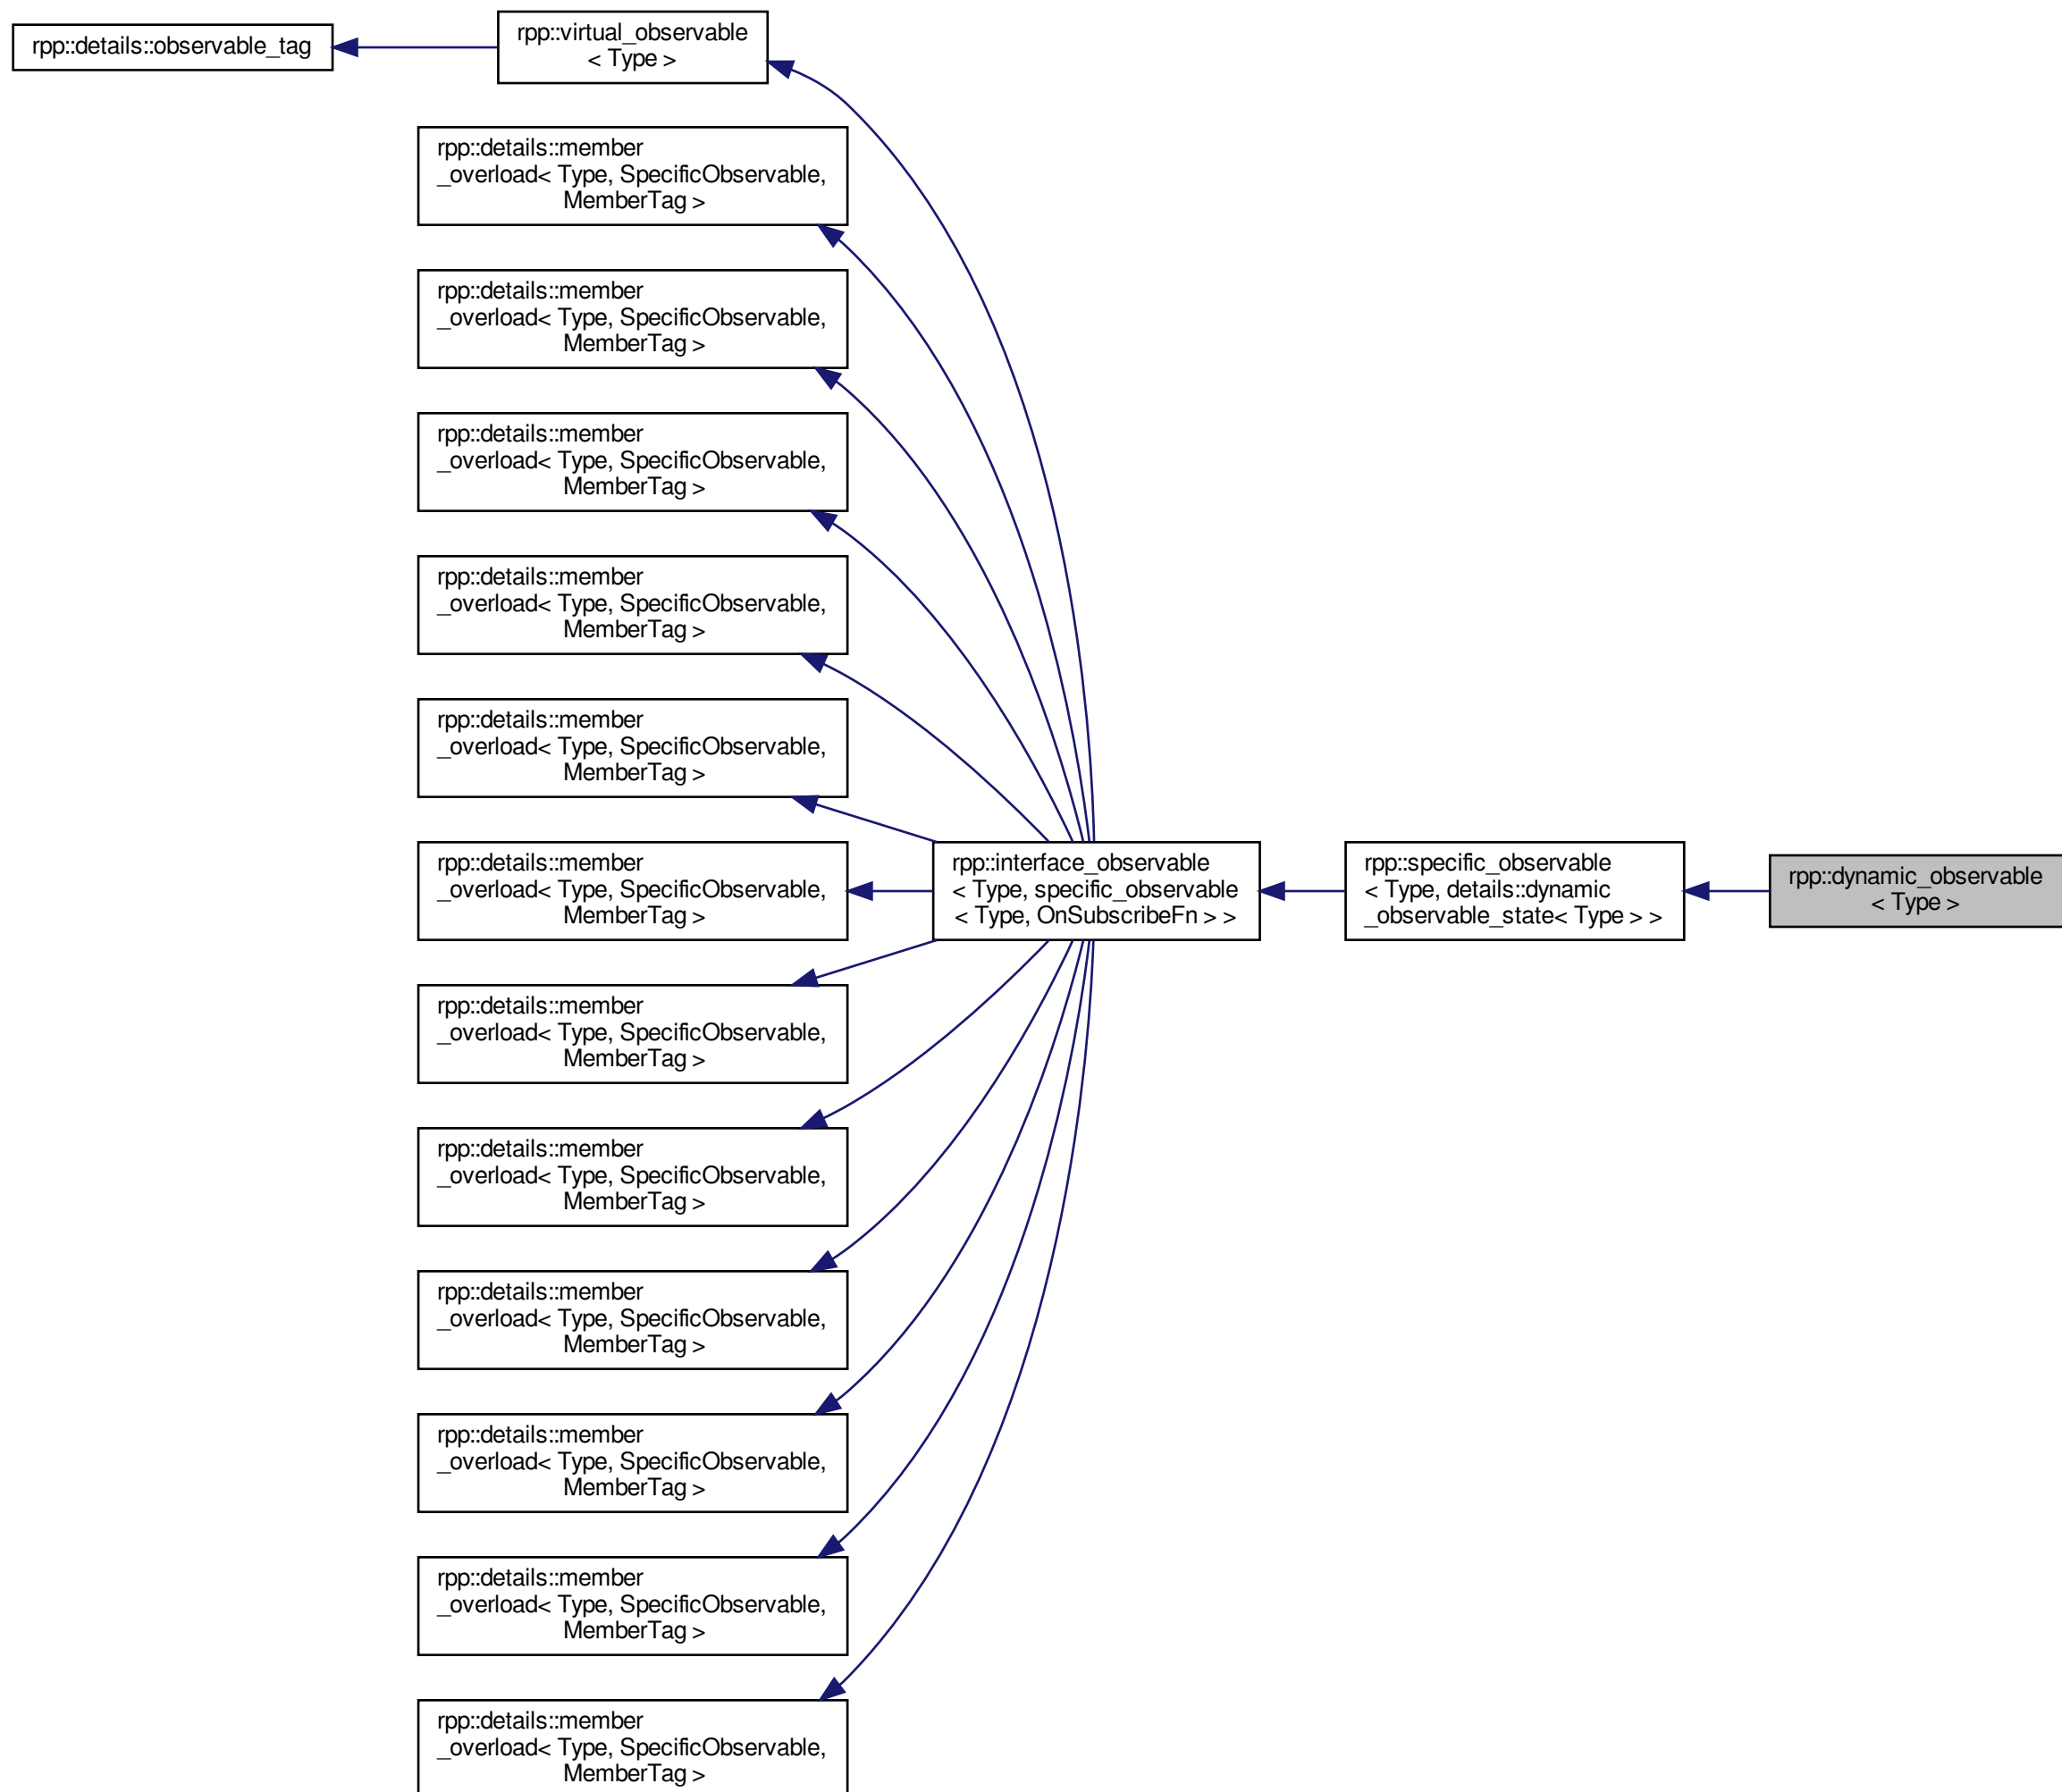 rpp::details::observable_tag
rpp::virtual_observable
< Type >
rpp::details::member
_overload< Type, SpecificObservable,
MemberTag >
rpp::details::member
_overload< Type, SpecificObservable,
MemberTag >
rpp::details::member
_overload< Type, SpecificObservable,
MemberTag >
rpp::details::member
_overload< Type, SpecificObservable,
MemberTag >
rpp::details::member
_overload< Type, SpecificObservable,
MemberTag >
rpp::details::member
_overload< Type, SpecificObservable,
MemberTag >
rpp::details::member
_overload< Type, SpecificObservable,
MemberTag >
rpp::details::member
_overload< Type, SpecificObservable,
MemberTag >
rpp::details::member
_overload< Type, SpecificObservable,
MemberTag >
rpp::details::member
_overload< Type, SpecificObservable,
MemberTag >
rpp::details::member
_overload< Type, SpecificObservable,
MemberTag >
rpp::details::member
_overload< Type, SpecificObservable,
MemberTag >
rpp::interface_observable
< Type, specific_observable
< Type, OnSubscribeFn > >
rpp::specific_observable
< Type, details::dynamic
_observable_state< Type > >
rpp::dynamic_observable
< Type >